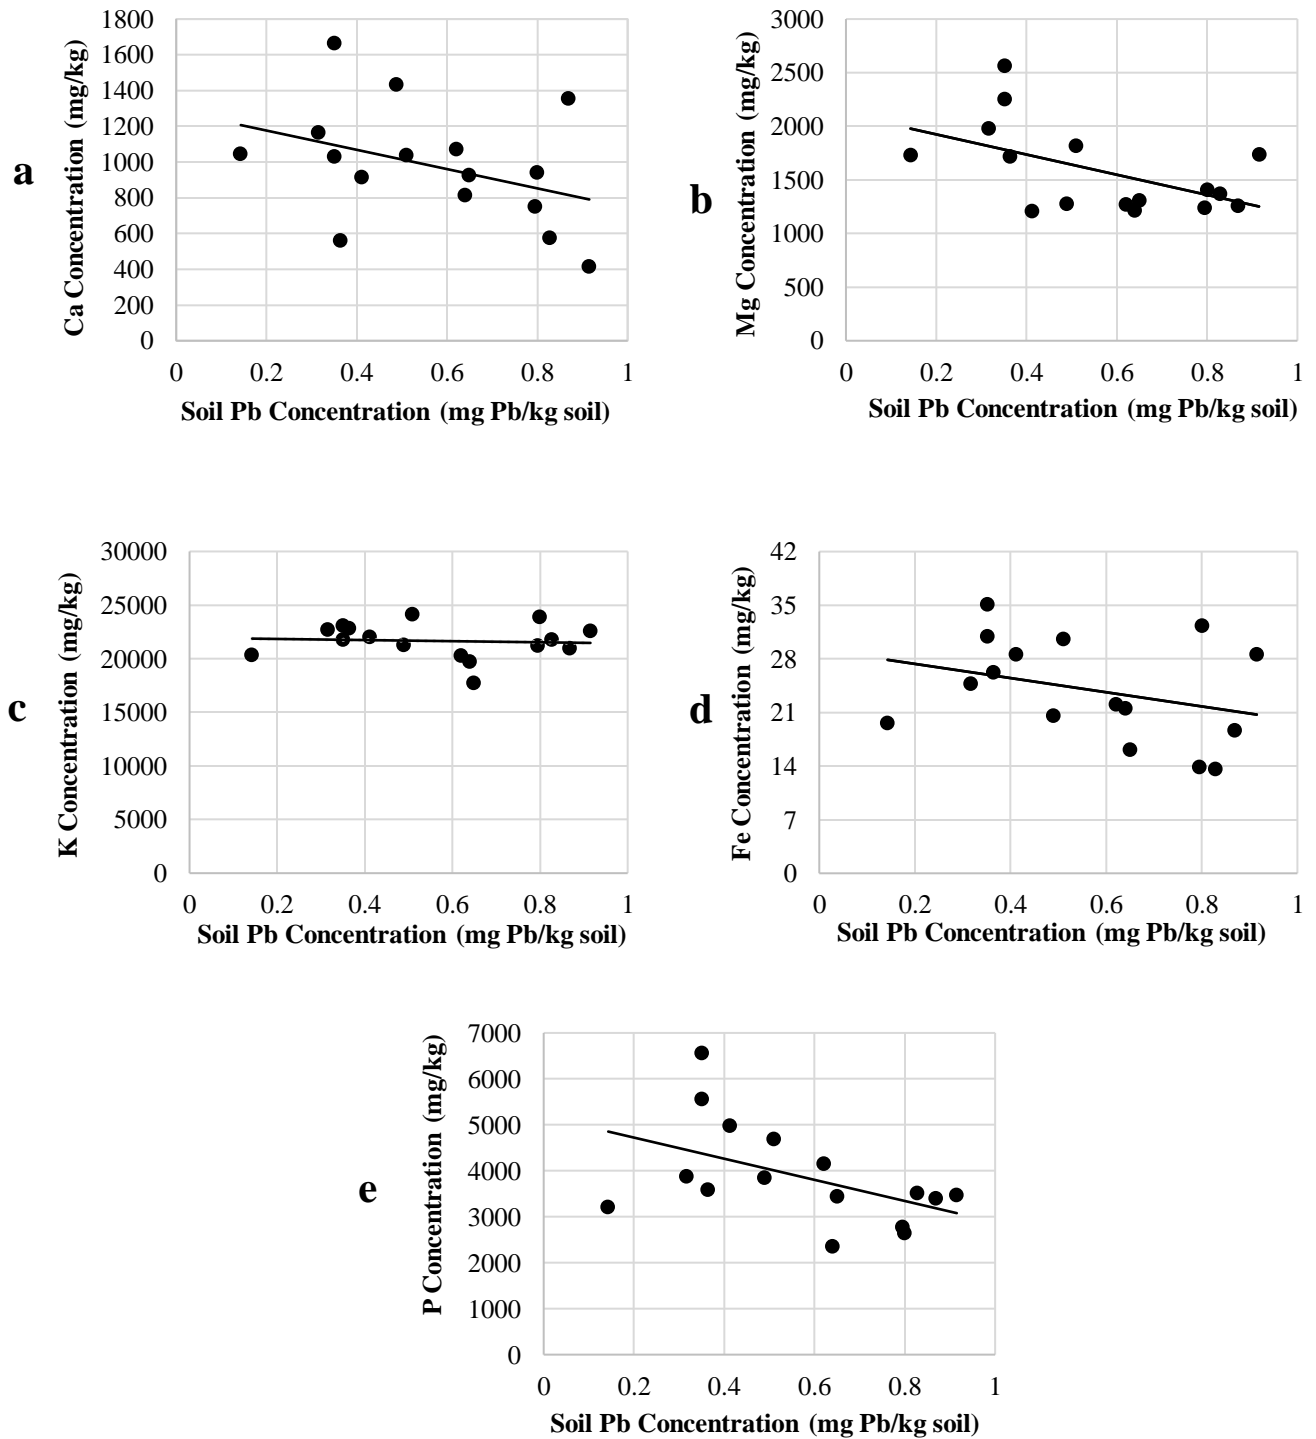 a
Ca Concentration (mg/kg)
1800
1600
1400
1200
1000
800
600
400
200
0
0 0.2 0.4 0.6 0.8 1
Soil Pb Concentration (mg Pb/kg soil)
b
Mg Concentration (mg/kg)
3000
2500
2000
1500
1000
500
0
0 0.2 0.4 0.6 0.8 1
Soil Pb Concentration (mg Pb/kg soil)
c
K Concentration (mg/kg)
30000
25000
20000
15000
10000
5000
0
0 0.2 0.4 0.6 0.8 1
Soil Pb Concentration (mg Pb/kg soil)
d
Fe Concentration (mg/kg)
42
35
28
21
14
7
0
0 0.2 0.4 0.6 0.8 1
Soil Pb Concentration (mg Pb/kg soil)
e
P Concentration (mg/kg)
7000
6000
5000
4000
3000
2000
1000
0
0 0.2 0.4 0.6 0.8 1
Soil Pb Concentration (mg Pb/kg soil)